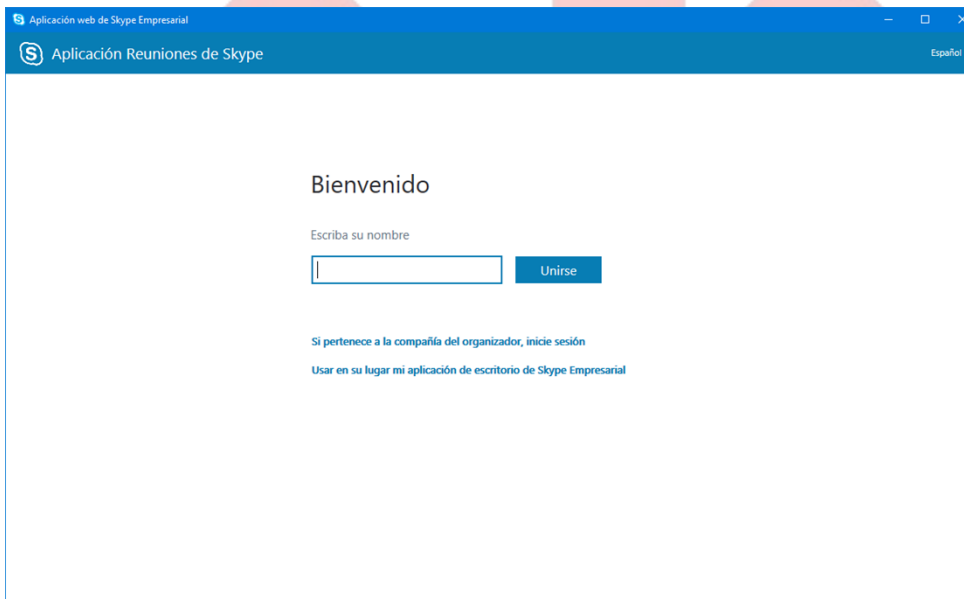 Aplicación web de Skype Empresarial
Aplicación Reuniones de Skype
Español
Bienvenido
Escriba su nombre
Unirse
Si pertenece a la compañía del organizador, inicie sesión
Usar en su lugar mi aplicación de escritorio de Skype Empresarial